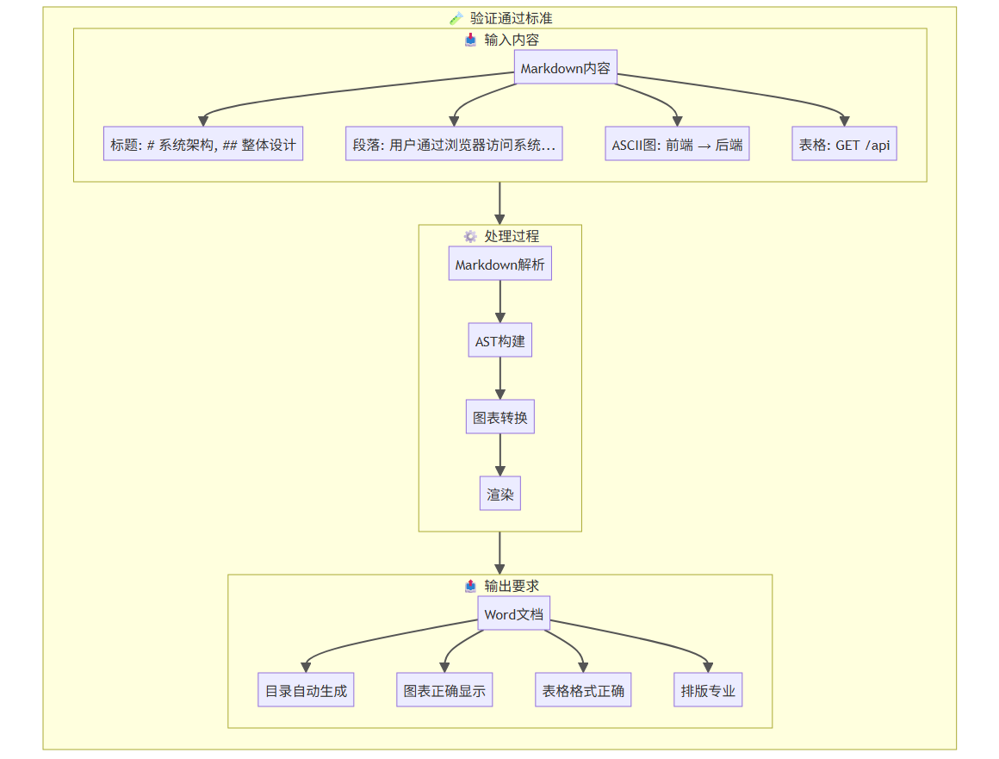 🧪 验证通过标准
📥 输入内容
Markdown内容
标题: # 系统架构, ## 整体设计
段落: 用户通过浏览器访问系统...
ASCII图: 前端 → 后端
表格: GET /api
⚙️ 处理过程
Markdown解析
AST构建
图表转换
渲染
📤 输出要求
Word文档
目录自动生成
图表正确显示
表格格式正确
排版专业